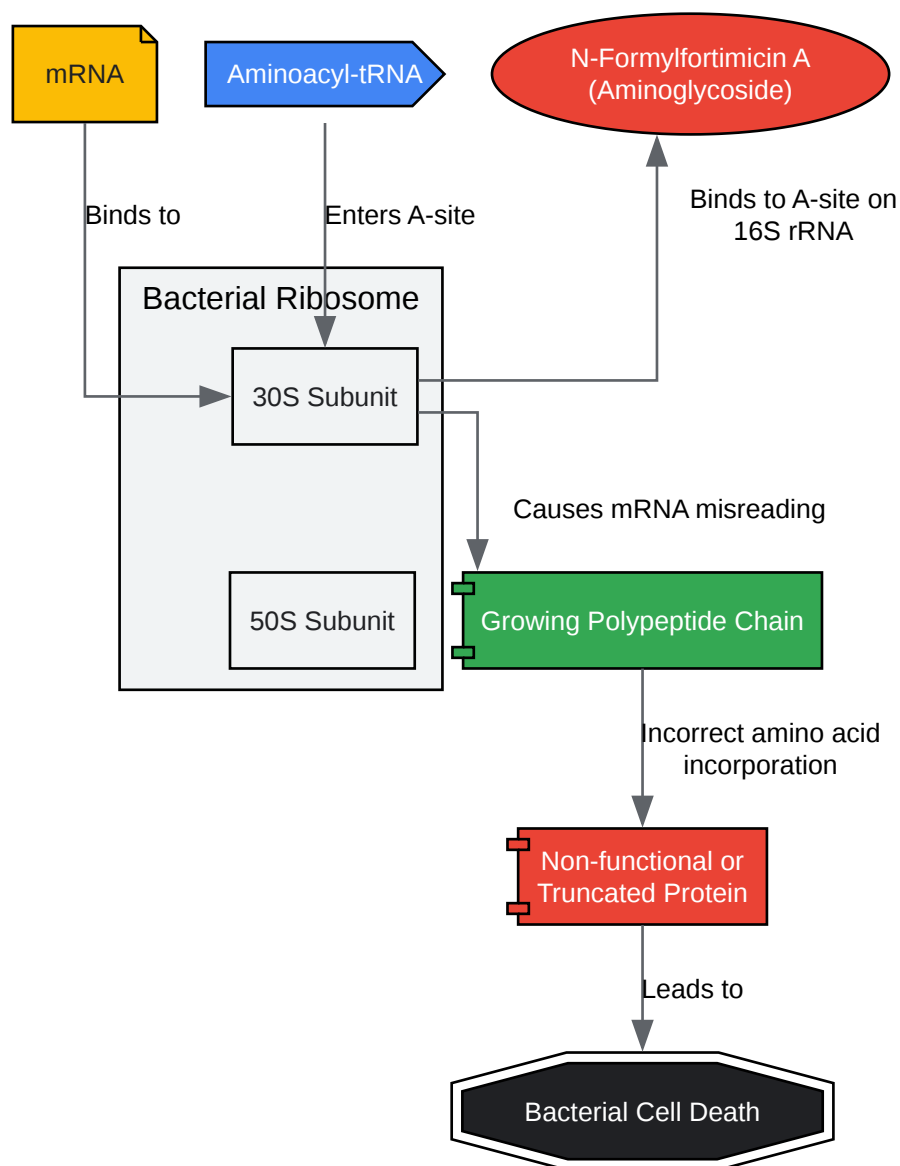 mRNA
Aminoacyl-tRNA
N-Formylfortimicin A
(Aminoglycoside)
Binds to
Enters A-site
Binds to A-site on
16S rRNA
Bacterial Ribosome
30S Subunit
Causes mRNA misreading
50S Subunit
Growing Polypeptide Chain
Incorrect amino acid
incorporation
Non-functional or
Truncated Protein
Leads to
Bacterial Cell Death